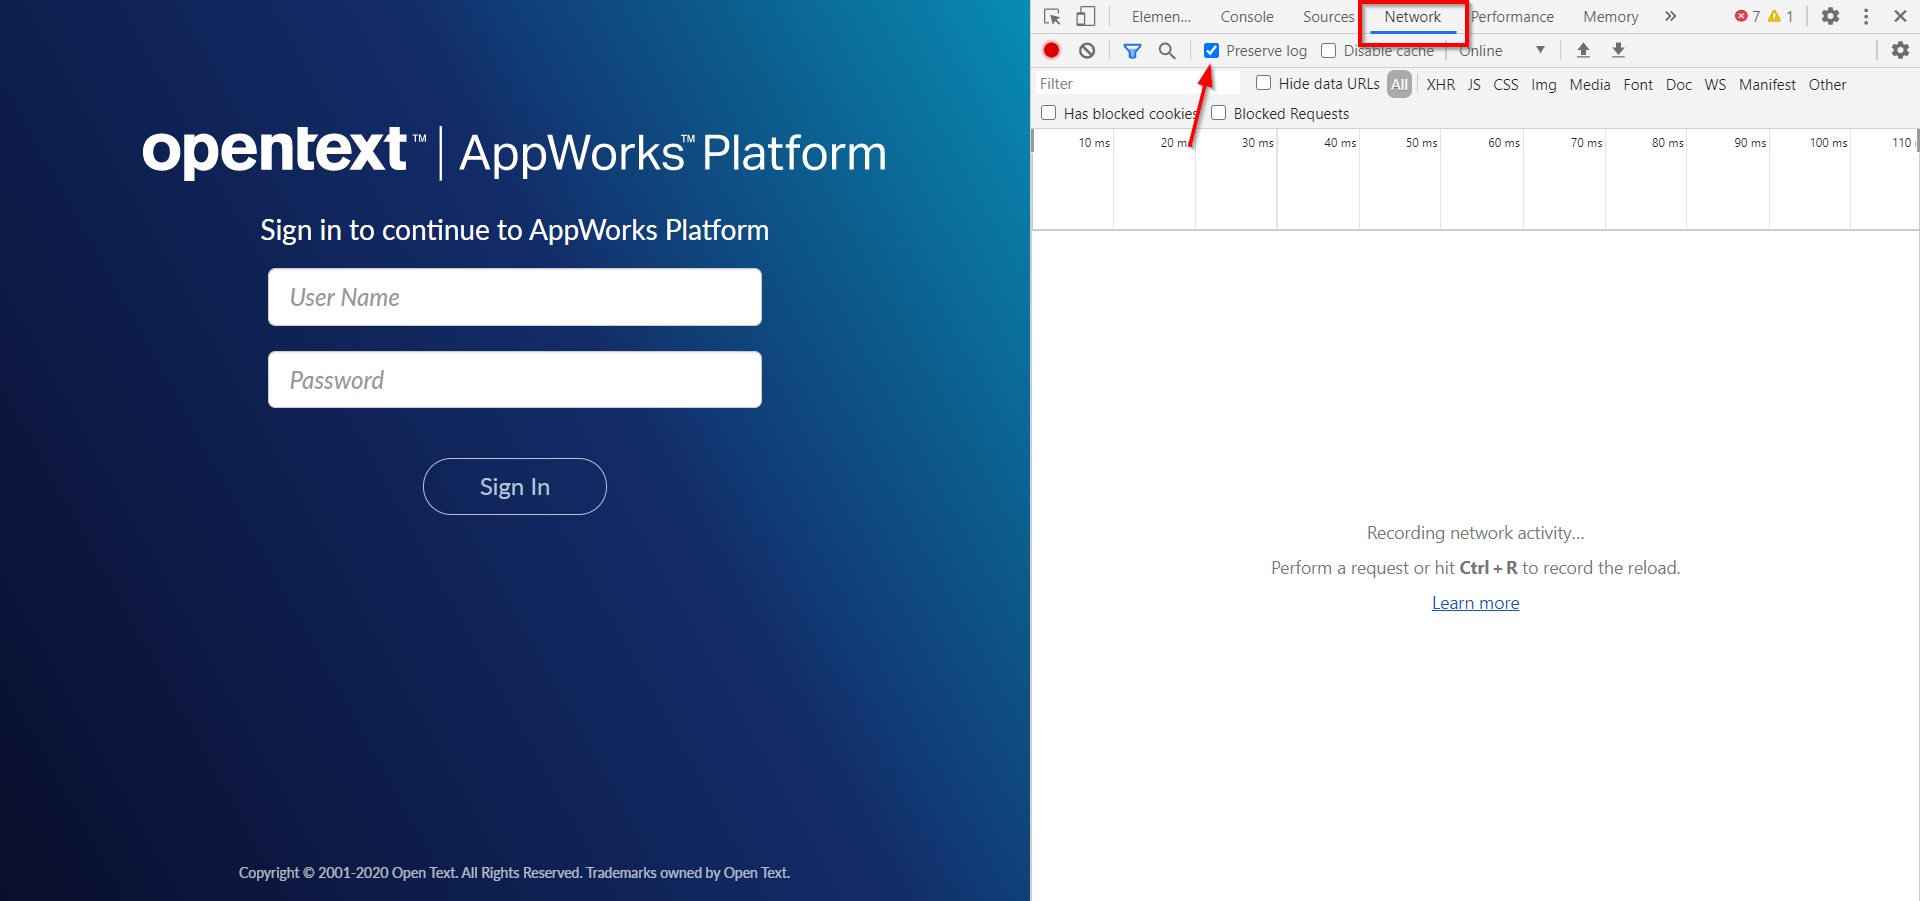 opentext™ | AppWorks™ Platform
Sign in to continue to AppWorks Platform
User Name
Password
Sign In
Copyright © 2001-2020 Open Text. All Rights Reserved. Trademarks owned by Open Text.
Elemen... Console Sources Network Performance Memory » 7 1
Preserve log Disable cache Online
Filter Hide data URLs All XHR JS CSS Img Media Font Doc WS Manifest Other
Has blocked cookies Blocked Requests
10 ms 20 ms 30 ms 40 ms 50 ms 60 ms 70 ms 80 ms 90 ms 100 ms 110
Recording network activity...
Perform a request or hit Ctrl + R to record the reload.
Learn more